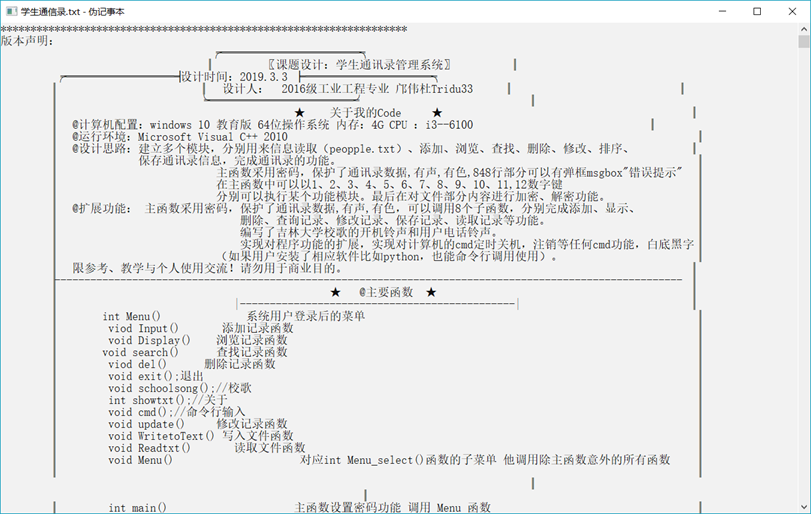 学生通信录.txt - 伪记事本
******************************************************************
版本声明：
〖课题设计：学生通讯录管理系统〗
设计时间：2019.3.3
设计人： 2016级工业工程专业 邝伟杜Tridu33
★ 关于我的Code ★
@计算机配置：windows 10 教育版 64位操作系统 内存：4G CPU ：i3--6100
@运行环境：Microsoft Visual C++ 2010
@设计思路：建立多个模块，分别用来信息读取（peopple.txt）、添加、浏览、查找、删除、修改、排序、
保存通讯录信息，完成通讯录的功能。
主函数采用密码，保护了通讯录数据,有声,有色,848行部分可以有弹框msgbox"错误提示"
在主函数中可以以1、2、3、4、5、6、7、8、9、10、11,12数字键
分别可以执行某个功能模块。最后在对文件部分内容进行加密、解密功能。
@扩展功能： 主函数采用密码，保护了通讯录数据,有声,有色，可以调用8个子函数，分别完成添加、显示、
删除、查询记录、修改记录、保存记录、读取记录等功能。
编写了吉林大学校歌的开机铃声和用户电话铃声。
实现对程序功能的扩展，实现对计算机的cmd定时关机，注销等任何cmd功能，白底黑字
（如果用户安装了相应软件比如python，也能命令行调用使用）。
限参考、教学与个人使用交流！请勿用于商业目的。
★ @主要函数 ★
|----------------------------------------------|
int Menu() 系统用户登录后的菜单
viod Input() 添加记录函数
void Display() 浏览记录函数
void search() 查找记录函数
viod del() 删除记录函数
void exit();退出
void schoolsong();//校歌
int showtxt();//关于
void cmd();//命令行输入
void update() 修改记录函数
void WritetoText() 写入文件函数
void Readtxt() 读取文件函数
void Menu() 对应int Menu_select()函数的子菜单 他调用除主函数意外的所有函数
int main() 主函数设置密码功能 调用 Menu 函数